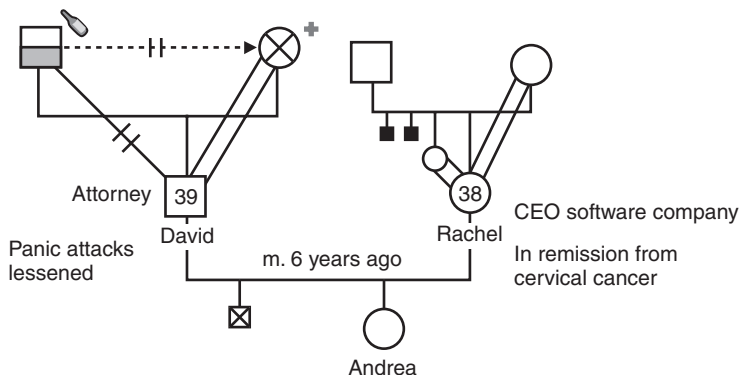 Attorney
39
38
CEO software company
David
Rachel
Panic attacks
lessened
m. 6 years ago
In remission from
cervical cancer
Andrea